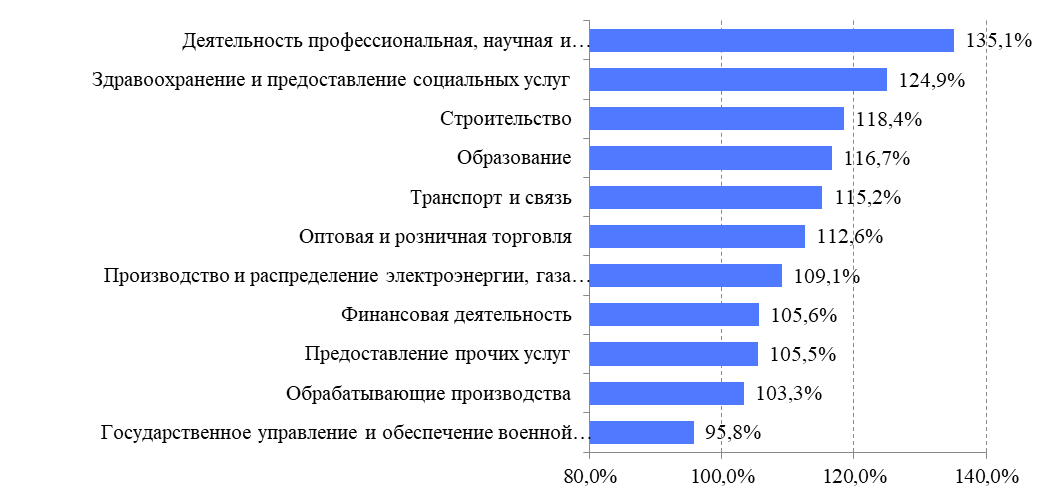 Деятельность профессиональная, научная и… 135,1%
Здравоохранение и предоставление социальных услуг 124,9%
Строительство 118,4%
Образование 116,7%
Транспорт и связь 115,2%
Оптовая и розничная торговля 112,6%
Производство и распределение электроэнергии, газа… 109,1%
Финансовая деятельность 105,6%
Предоставление прочих услуг 105,5%
Обрабатывающие производства 103,3%
Государственное управление и обеспечение военной… 95,8%
80,0% 100,0% 120,0% 140,0%